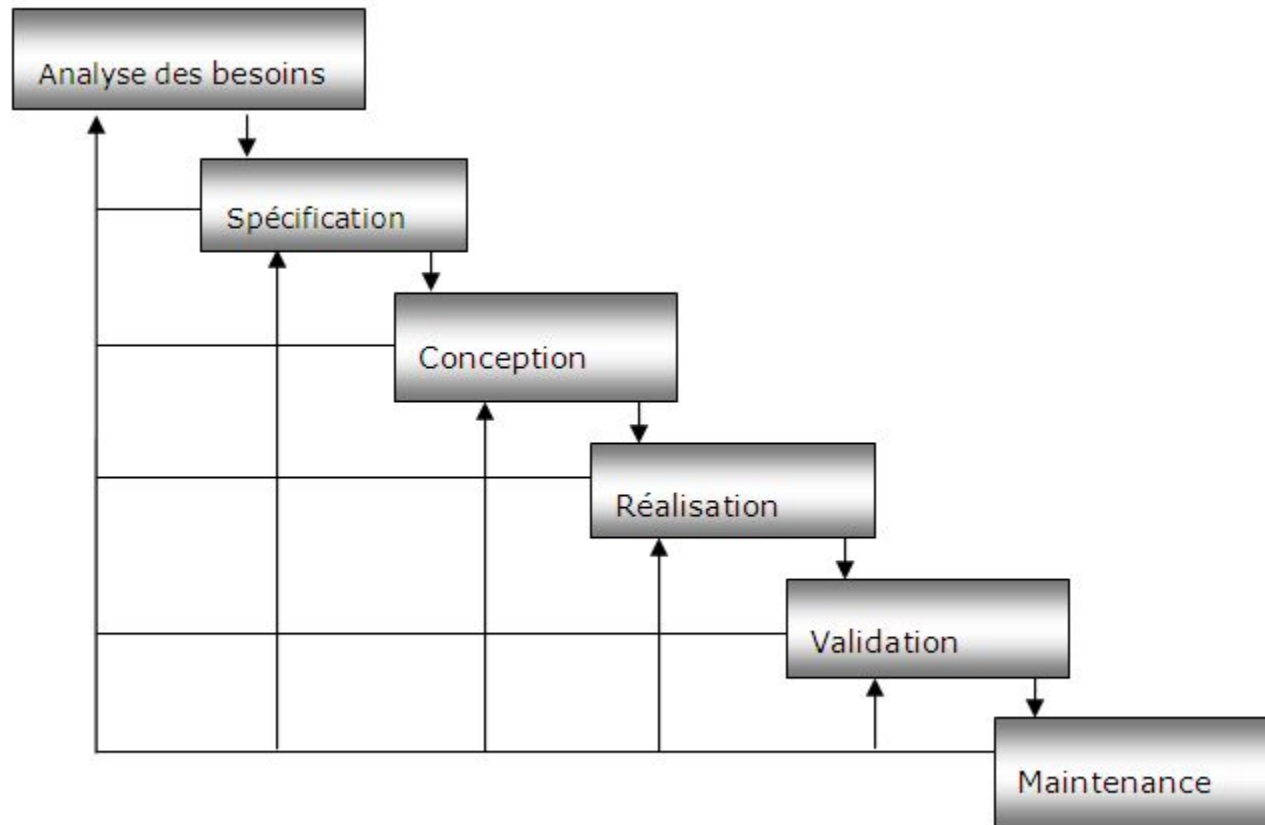 Analyse des besoins
Spécification
Conception
Réalisation
Validation
Maintenance